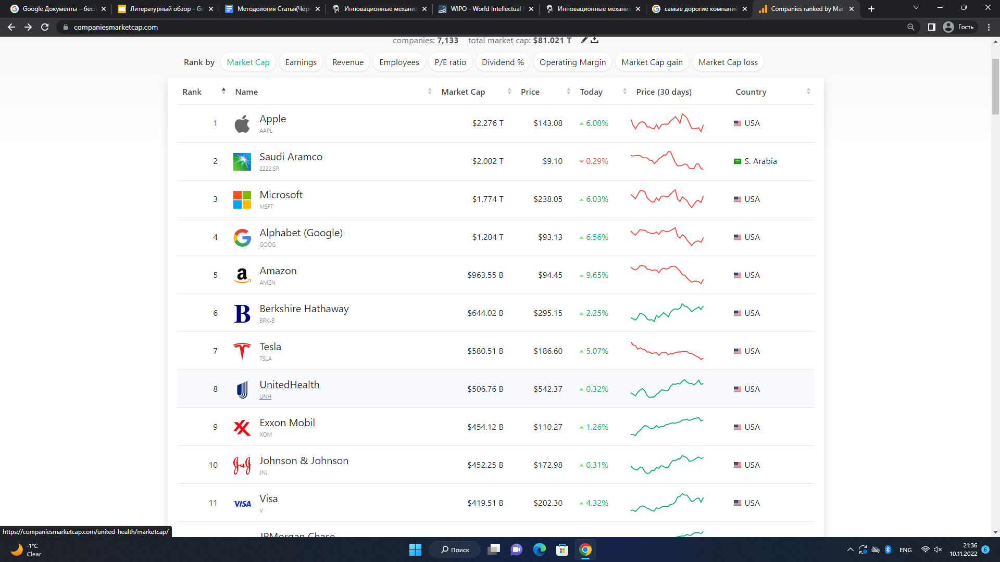 Google Документы – бесп
Литературный обзор - Go
Методология Статья(Черн
Инновационные механиз
WIPO - World Intellectual
Инновационные механиз
самые дорогие компаний
Companies ranked by Mar
companiesmarketcap.com
Гость
companies: 7,133 total market cap: $81.021 T
Rank by Market Cap Earnings Revenue Employees P/E ratio Dividend % Operating Margin Market Cap gain Market Cap loss
Rank Name Market Cap Price Today Price (30 days) Country
1 Apple $2.276 T $143.08 6.08% USA
AAPL
2 Saudi Aramco $2.002 T $9.10 0.29% S. Arabia
2222.SR
3 Microsoft $1.774 T $238.05 6.03% USA
MSFT
4 Alphabet (Google) $1.204 T $93.13 6.56% USA
GOOG
5 Amazon $963.55 B $94.45 9.65% USA
AMZN
6 Berkshire Hathaway $644.02 B $295.15 2.25% USA
BRK-B
7 Tesla $580.51 B $186.60 5.07% USA
TSLA
8 UnitedHealth $506.76 B $542.37 0.32% USA
UNH
9 Exxon Mobil $454.12 B $110.27 1.26% USA
XOM
10 Johnson & Johnson $452.25 B $172.98 0.31% USA
JNJ
11 VISA Visa $419.51 B $202.30 4.32% USA
V
JPMorgan Chase
https://companiesmarketcap.com/united-health/marketcap/
-1°C
Clear
Поиск
ENG
21:36
10.11.2022
6